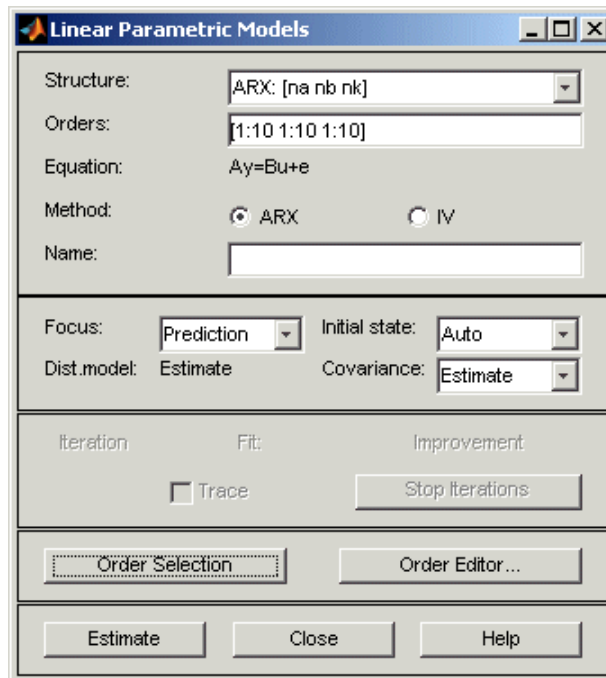 Linear Parametric Models
Structure: ARX: [na nb nk]
Orders: [1:10 1:10 1:10]
Equation: Ay=Bu+e
Method: ARX IV
Name:
Focus: Prediction Initial state: Auto
Dist.model: Estimate Covariance: Estimate
Iteration Fit: Improvement
Trace Stop Iterations
Order Selection Order Editor...
Estimate Close Help